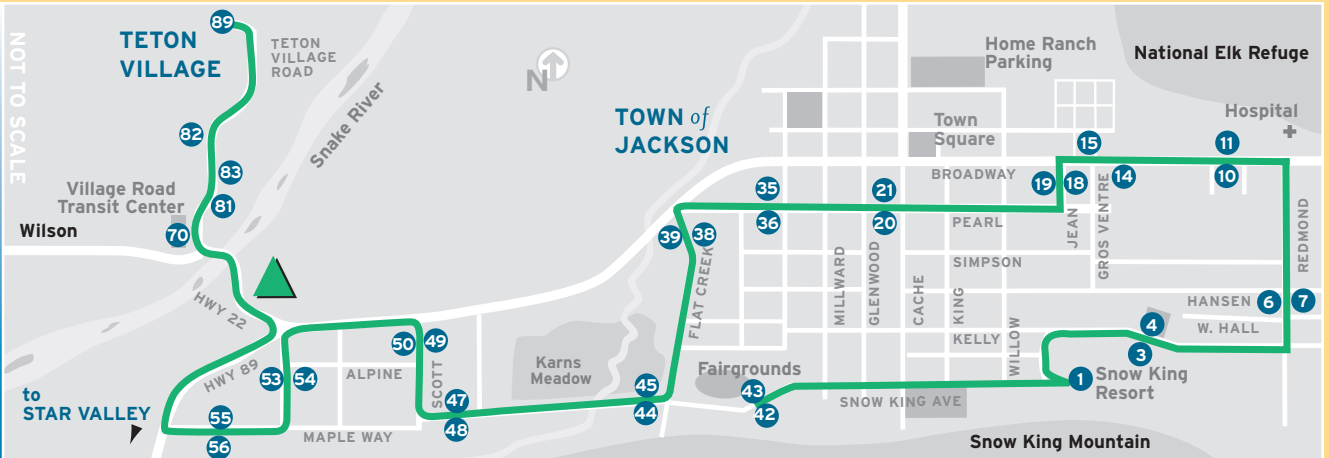 89
TETON
VILLAGE
TETON
VILLAGE
ROAD
NOT TO SCALE
Snake River
N
82
83
Village Road
Transit Center
81
70
Wilson
HWY 22
HWY 89
to
STAR VALLEY
53
54
55
56
MAPLE WAY
ALPINE
50
49
SCOTT
47
48
Karns
Meadow
45
44
TOWN of
JACKSON
39
38
FLAT CREEK
35
36
21
20
MILLWARD
GLENWOOD
CACHE
KING
WILLOW
Home Ranch
Parking
Town
Square
BROADWAY
PEARL
SIMPSON
KELLY
Fairgrounds
43
42
SNOW KING AVE
1
Snow King
Resort
Snow King Mountain
National Elk Refuge
Hospital
15
19
18
14
JEAN
GROS VENTRE
11
10
REDMOND
HANSEN
6
7
W. HALL
4
3